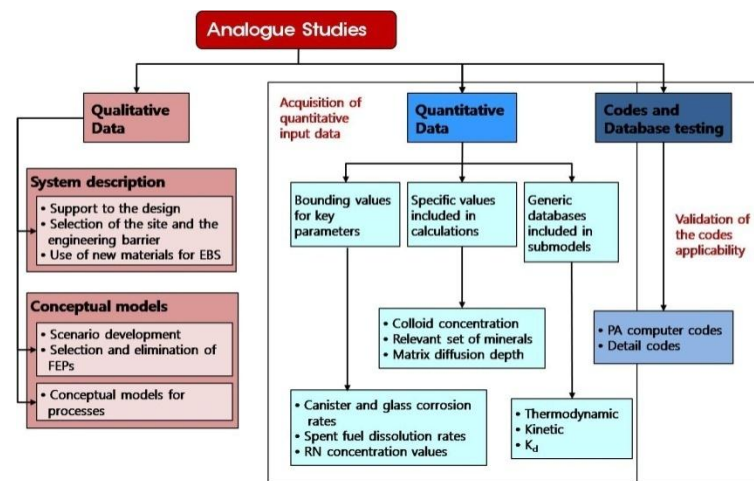 Analogue Studies
Qualitative
Data
System description
• Support to the design
• Selection of the site and the
engineering barrier
• Use of new materials for EBS
Conceptual models
• Scenario development
• Selection and elimination of
FEPs
• Conceptual models for
processes
Acquisition of
quantitative
input data
Quantitative
Data
Bounding values
for key
parameters
Specific values
included in
calculations
Generic
databases
included in
submodels
• Colloid concentration
• Relevant set of minerals
• Matrix diffusion depth
• Canister and glass corrosion
rates
• Spent fuel dissolution rates
• RN concentration values
• Thermodynamic
• Kinetic
• Kd
Codes and
Database testing
Validation of
the codes
applicability
• PA computer codes
• Detail codes